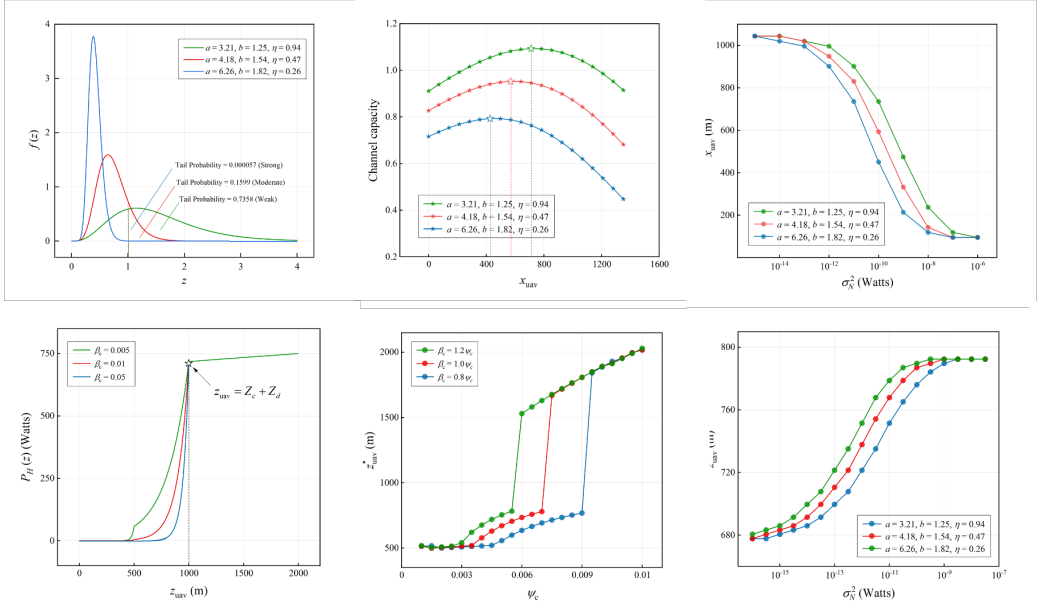 4
3
2
1
0
f(z)
a = 3.21, b = 1.25, η = 0.94
a = 4.18, b = 1.54, η = 0.47
a = 6.26, b = 1.82, η = 0.26
Tail Probability = 0.000057 (Strong)
Tail Probability = 0.1599 (Moderate)
Tail Probability = 0.7358 (Weak)
0 1 2 3 4
z
1.2
1.0
0.8
0.6
0.4
0.2
Channel capacity
a = 3.21, b = 1.25, η = 0.94
a = 4.18, b = 1.54, η = 0.47
a = 6.26, b = 1.82, η = 0.26
0 400 800 1200 1600
x_uav
1000
800
600
400
200
x_uav (m)
a = 3.21, b = 1.25, η = 0.94
a = 4.18, b = 1.54, η = 0.47
a = 6.26, b = 1.82, η = 0.26
10⁻¹⁴ 10⁻¹² 10⁻¹⁰ 10⁻⁸ 10⁻⁶
σ_N² (Watts)
750
500
250
0
P_H(z) (Watts)
β_c = 0.005
β_c = 0.01
β_c = 0.05
z_uav = Z_c + Z_d
0 500 1000 1500 2000
z_uav (m)
2000
1500
1000
500
z*_uav (m)
β_c = 1.2ψ_c
β_c = 1.0ψ_c
β_c = 0.8ψ_c
0.003 0.006 0.009 0.01
ψ_c
800
760
720
680
a = 3.21, b = 1.25, η = 0.94
a = 4.18, b = 1.54, η = 0.47
a = 6.26, b = 1.82, η = 0.26
10⁻¹⁵ 10⁻¹³ 10⁻¹¹ 10⁻⁹ 10⁻⁷
σ_N² (Watts)